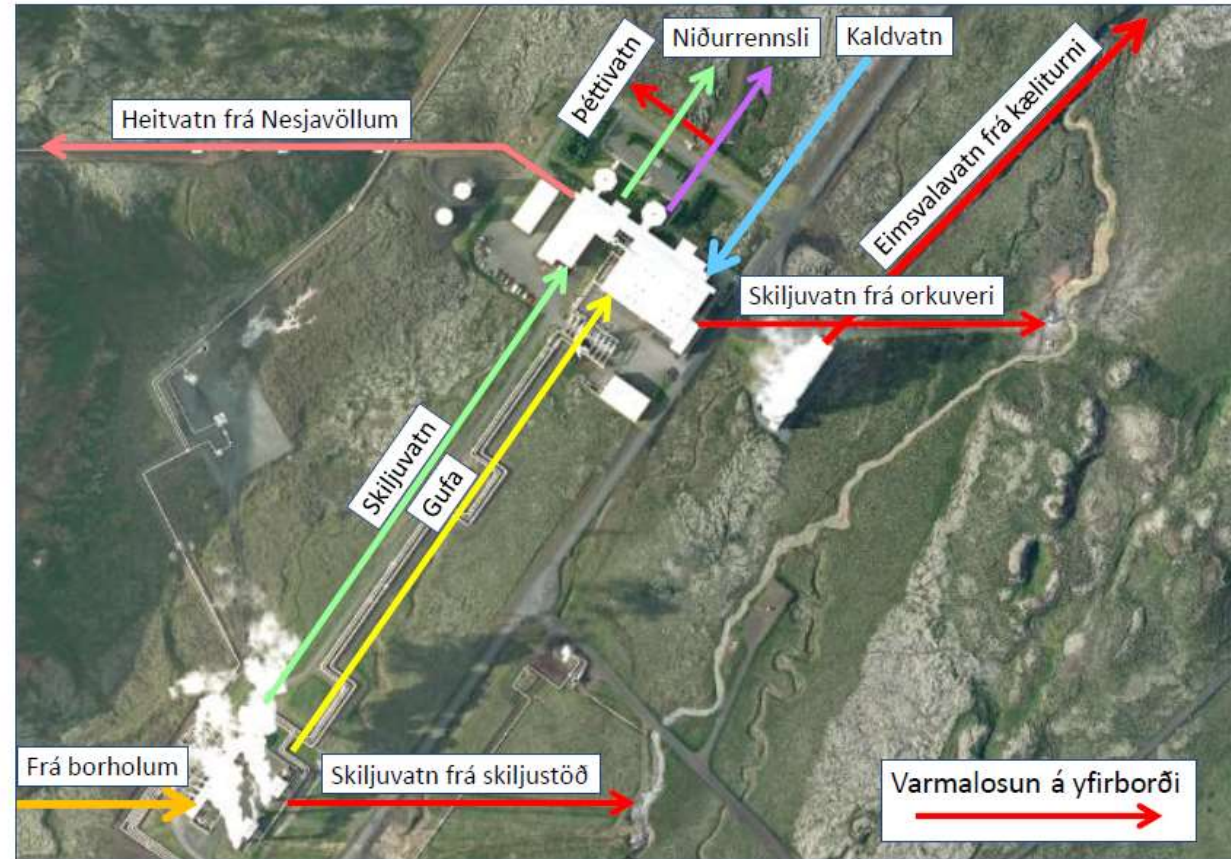 Niðurrennsli
Kaldvatn
þéttivatn
Heitvatn frá Nesjavöllum
Eimsvalavatn frá kæliturni
Skiljuvatn frá orkuveri
Skiljuvatn
Gufa
Frá borholum
Skiljuvatn frá skiljustöð
Varmalosun á yfirborði